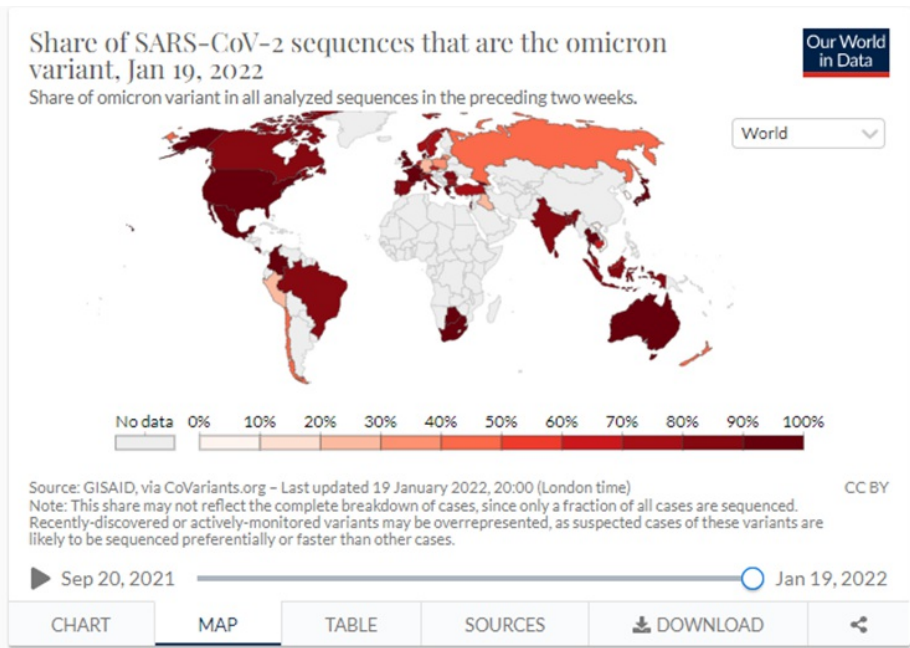 Share of SARS-CoV-2 sequences that are the omicron
variant, Jan 19, 2022
Our World
in Data
Share of omicron variant in all analyzed sequences in the preceding two weeks.
World
No data 0% 10% 20% 30% 40% 50% 60% 70% 80% 90% 100%
Source: GISAID, via CoVariants.org – Last updated 19 January 2022, 20:00 (London time)
CC BY
Note: This share may not reflect the complete breakdown of cases, since only a fraction of all cases are sequenced.
Recently-discovered or actively-monitored variants may be overrepresented, as suspected cases of these variants are
likely to be sequenced preferentially or faster than other cases.
Sep 20, 2021
Jan 19, 2022
CHART MAP TABLE SOURCES DOWNLOAD